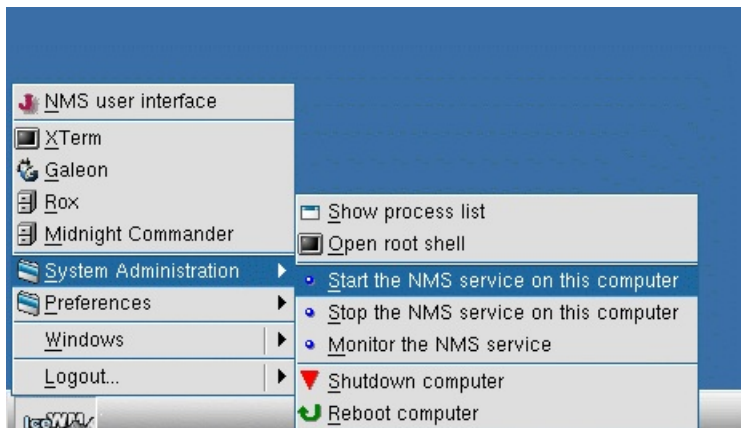 NMS user interface
XTerm
Galeon
Rox
Midnight Commander
System Administration
Preferences
Windows
Logout...
Show process list
Open root shell
Start the NMS service on this computer
Stop the NMS service on this computer
Monitor the NMS service
Shutdown computer
Reboot computer
IceWM